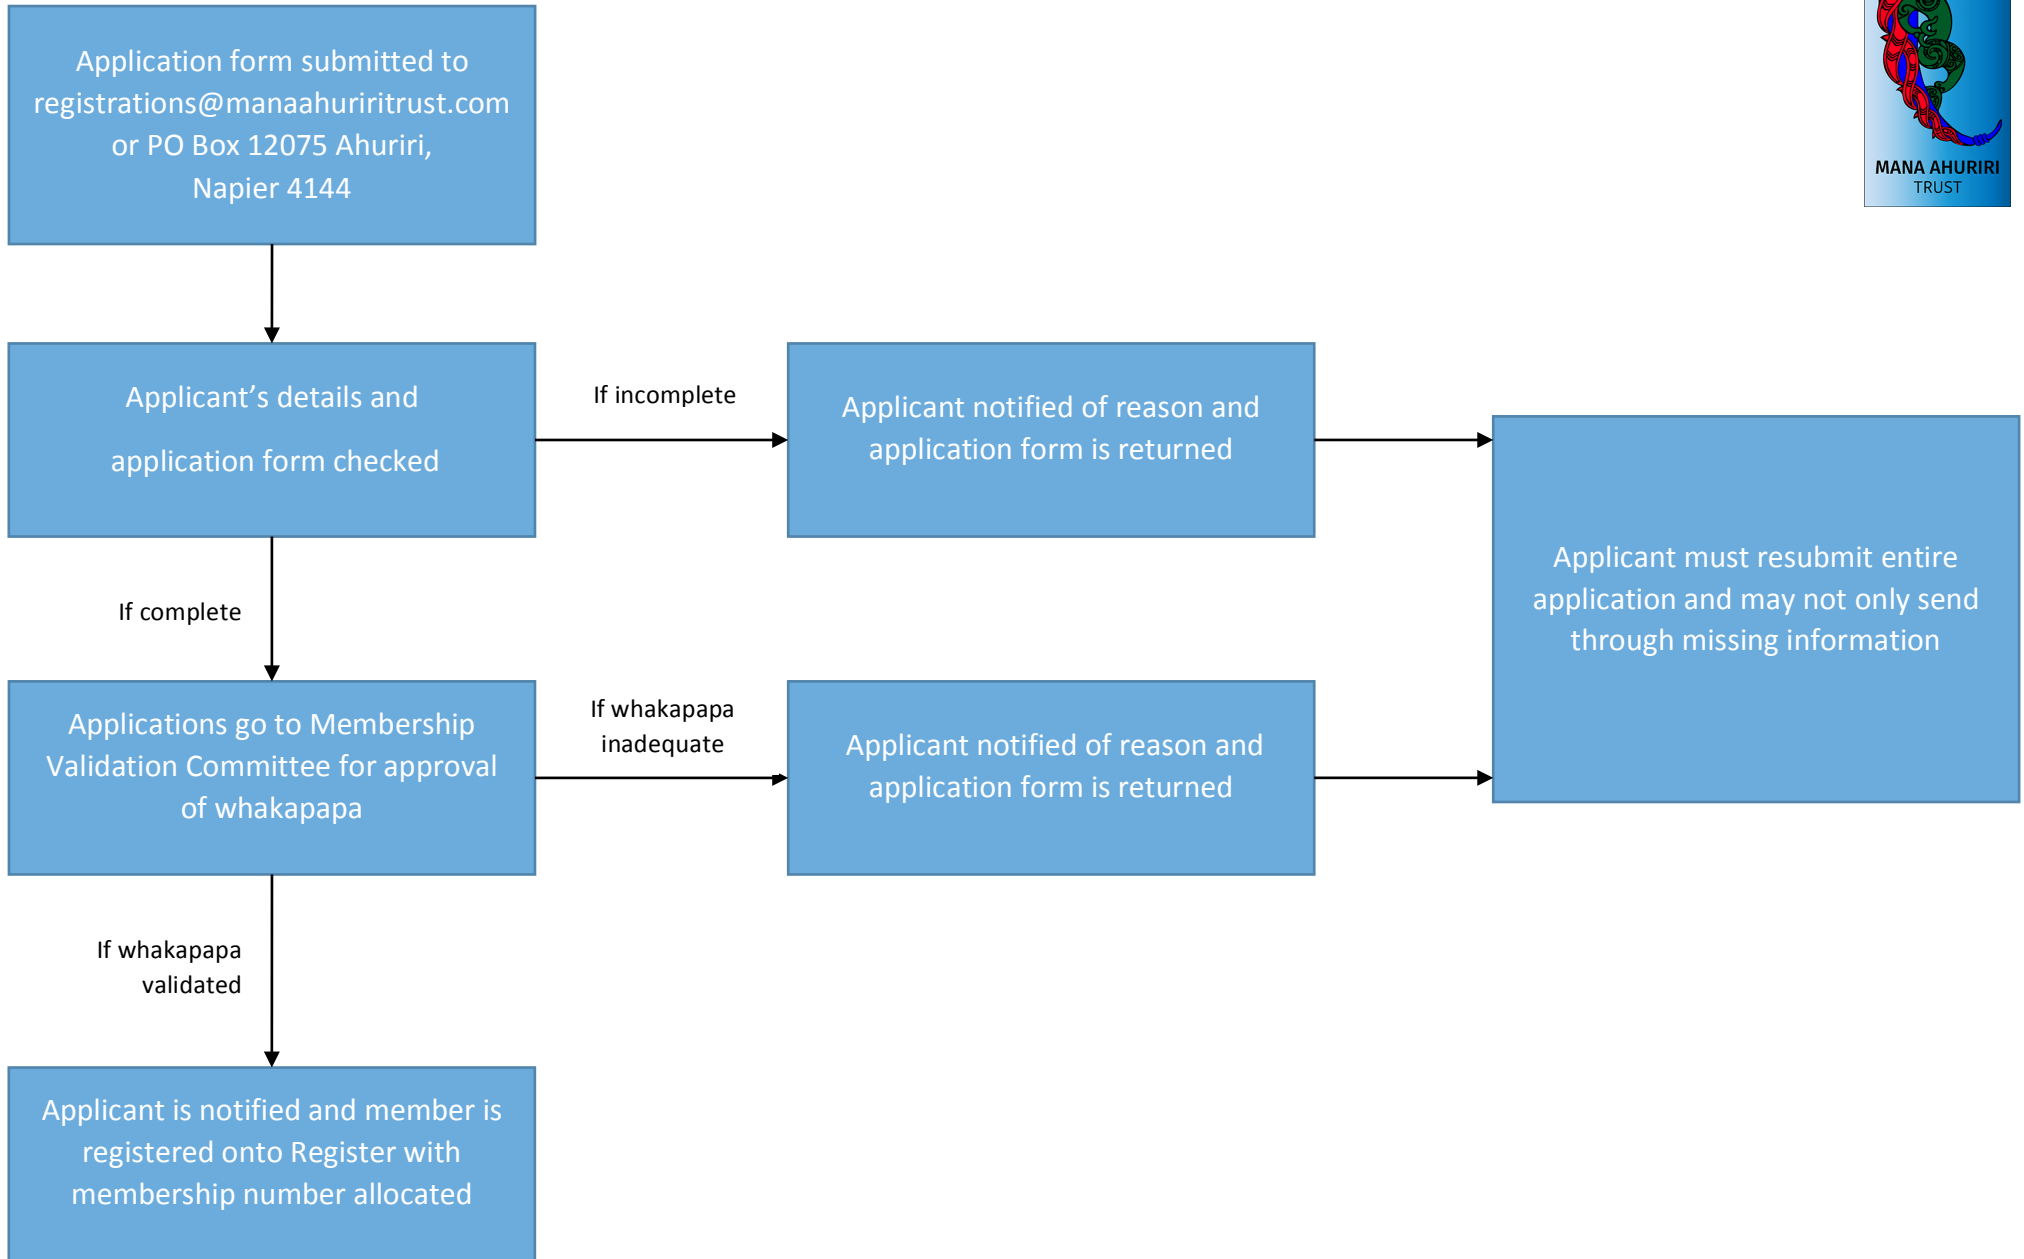 Application form submitted to
registrations@manaahuriritrust.com
or PO Box 12075 Ahuriri,
Napier 4144
MANA AHURIRI
TRUST
Applicant’s details and
application form checked
If incomplete
Applicant notified of reason and
application form is returned
Applicant must resubmit entire
application and may not only send
through missing information
If complete
Applications go to Membership
Validation Committee for approval
of whakapapa
If whakapapa
inadequate
Applicant notified of reason and
application form is returned
If whakapapa
validated
Applicant is notified and member is
registered onto Register with
membership number allocated